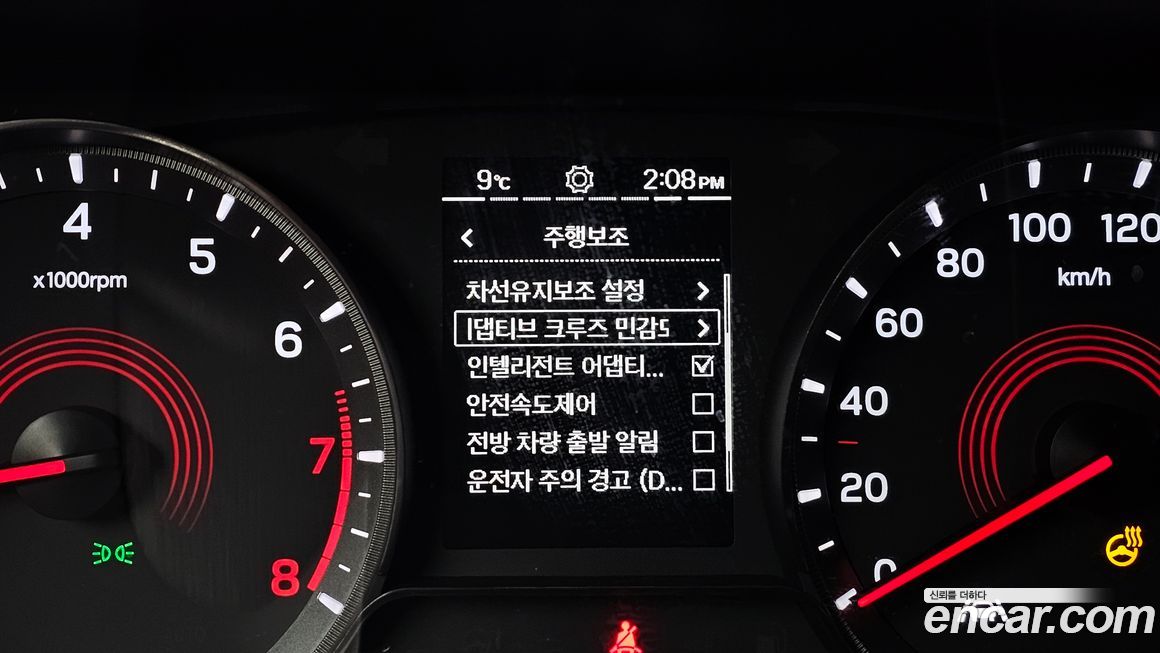 9℃ 2:08 PM
주행보조
차선유지보조 설정
댑티브 크루즈 민감
인텔리전트 어댑티...
안전속도제어
전방 차량 출발 알림
운전자 주의 경고 (D...
4
5
6
7
8
x1000rpm
0
20
40
60
80
100
120
km/h
신뢰를 더하다
encar.com